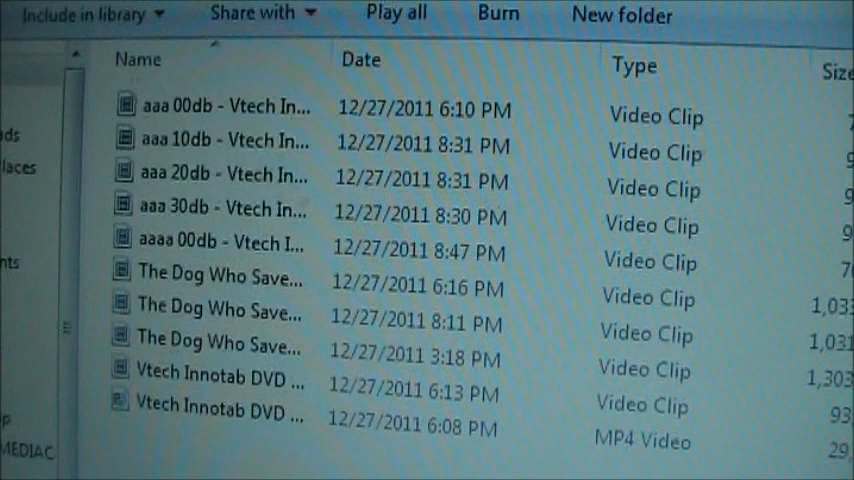 Include in library Share with Play all Burn New folder
Name Date Type Size
aaa 00db - Vtech In... 12/27/2011 6:10 PM Video Clip
aaa 10db - Vtech In... 12/27/2011 8:31 PM Video Clip
aaa 20db - Vtech In... 12/27/2011 8:31 PM Video Clip
aaa 30db - Vtech In... 12/27/2011 8:30 PM Video Clip
aaaa 00db - Vtech I... 12/27/2011 8:47 PM Video Clip
The Dog Who Save... 12/27/2011 6:16 PM Video Clip 1,033
The Dog Who Save... 12/27/2011 8:11 PM Video Clip 1,031
The Dog Who Save... 12/27/2011 3:18 PM Video Clip 1,303
Vtech Innotab DVD ... 12/27/2011 6:13 PM Video Clip 93,
Vtech Innotab DVD ... 12/27/2011 6:08 PM MP4 Video 29,
laces
nts
MEDIAC